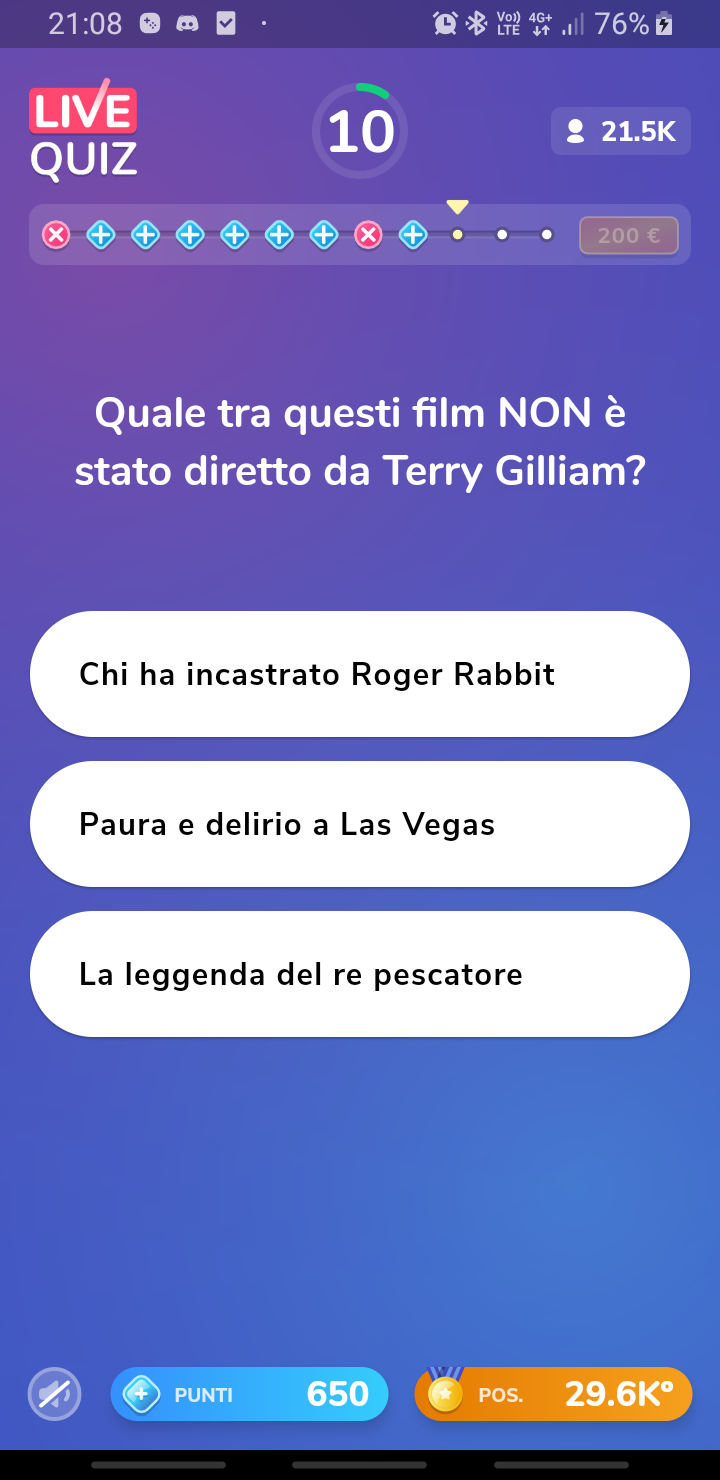 21:08
Vo)) LTE 4G+ 76%
LIVE
QUIZ
10
21.5K
200 €
Quale tra questi film NON è
stato diretto da Terry Gilliam?
Chi ha incastrato Roger Rabbit
Paura e delirio a Las Vegas
La leggenda del re pescatore
PUNTI 650
POS. 29.6Kº